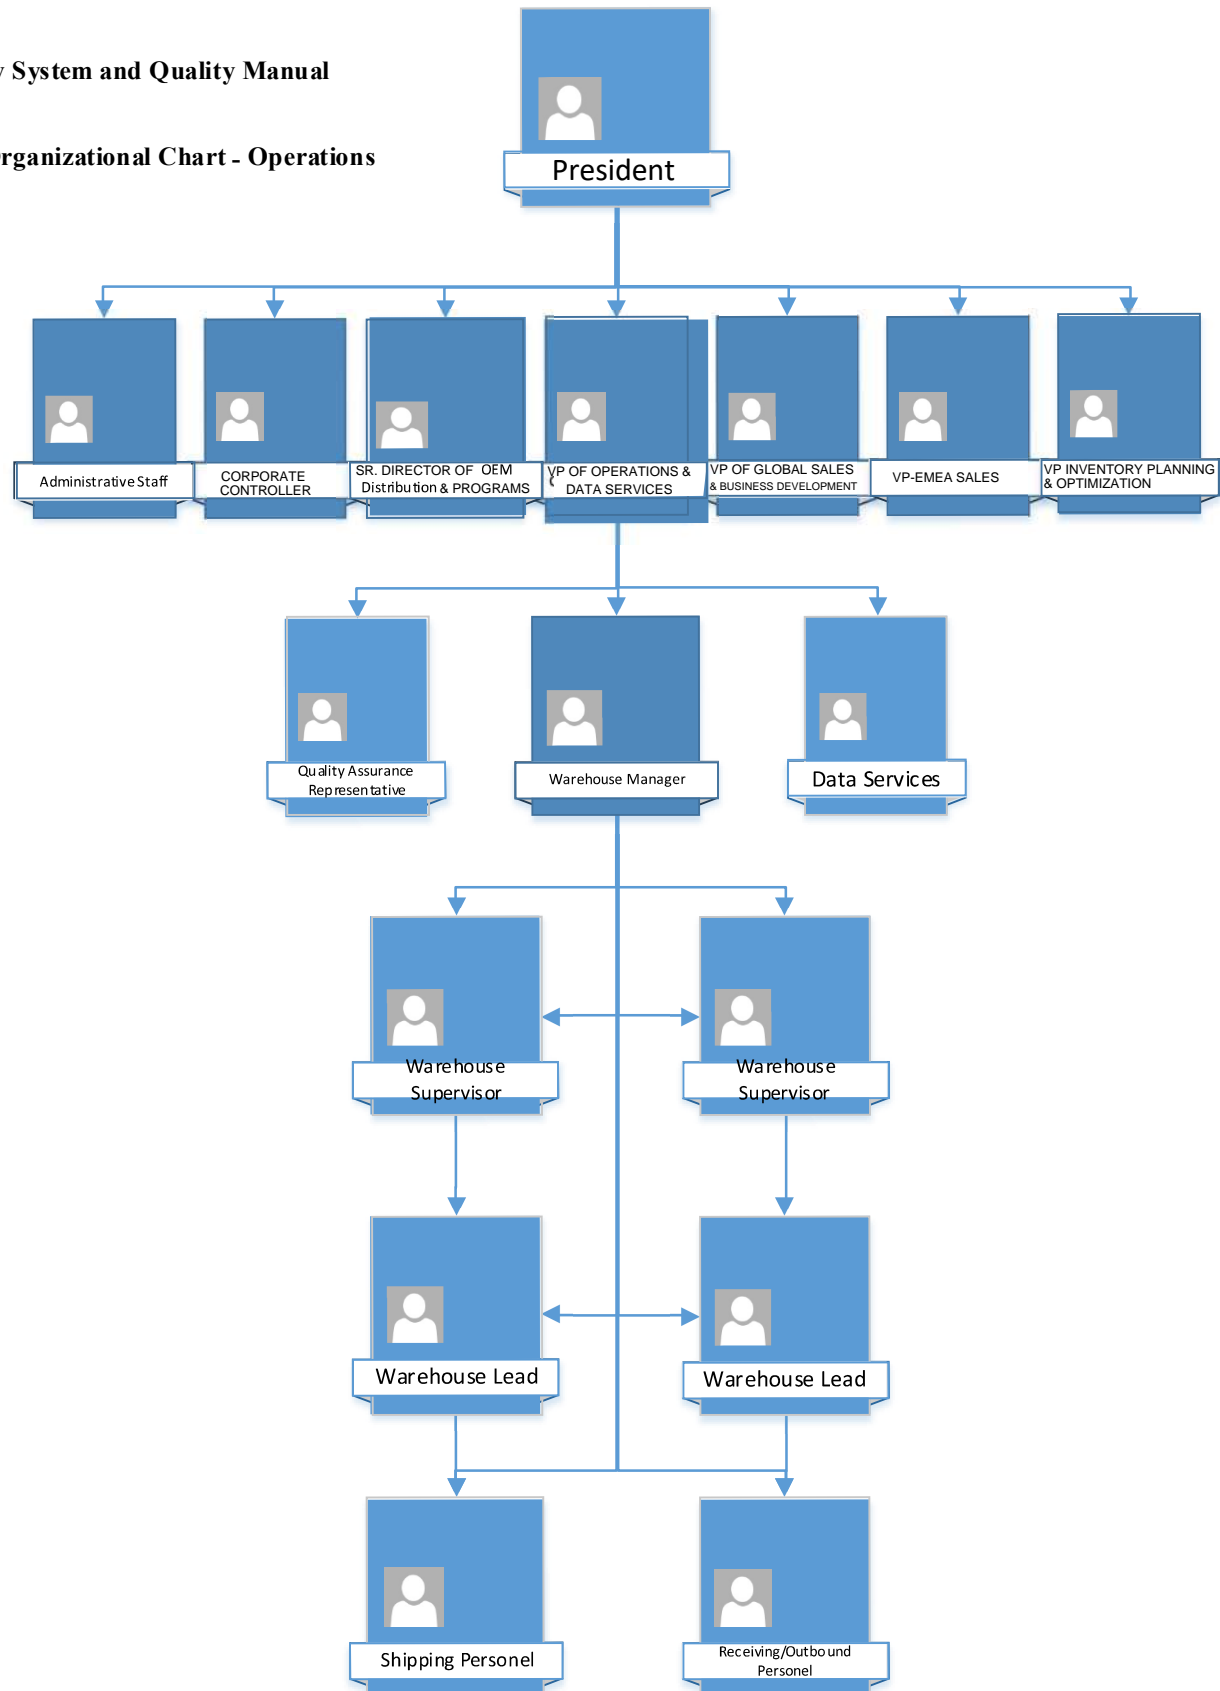 System and Quality Manual
Organizational Chart - Operations
President
Administrative Staff
CORPORATE
CONTROLLER
SR. DIRECTOR OF OEM
Distribution & PROGRAMS
VP OF OPERATIONS &
DATA SERVICES
VP OF GLOBAL SALES
& BUSINESS DEVELOPMENT
VP-EMEA SALES
VP INVENTORY PLANNING
& OPTIMIZATION
Quality Assurance
Representative
Warehouse Manager
Data Services
Warehouse
Supervisor
Warehouse
Supervisor
Warehouse Lead
Warehouse Lead
Shipping Personel
Receiving/Outbound
Personel